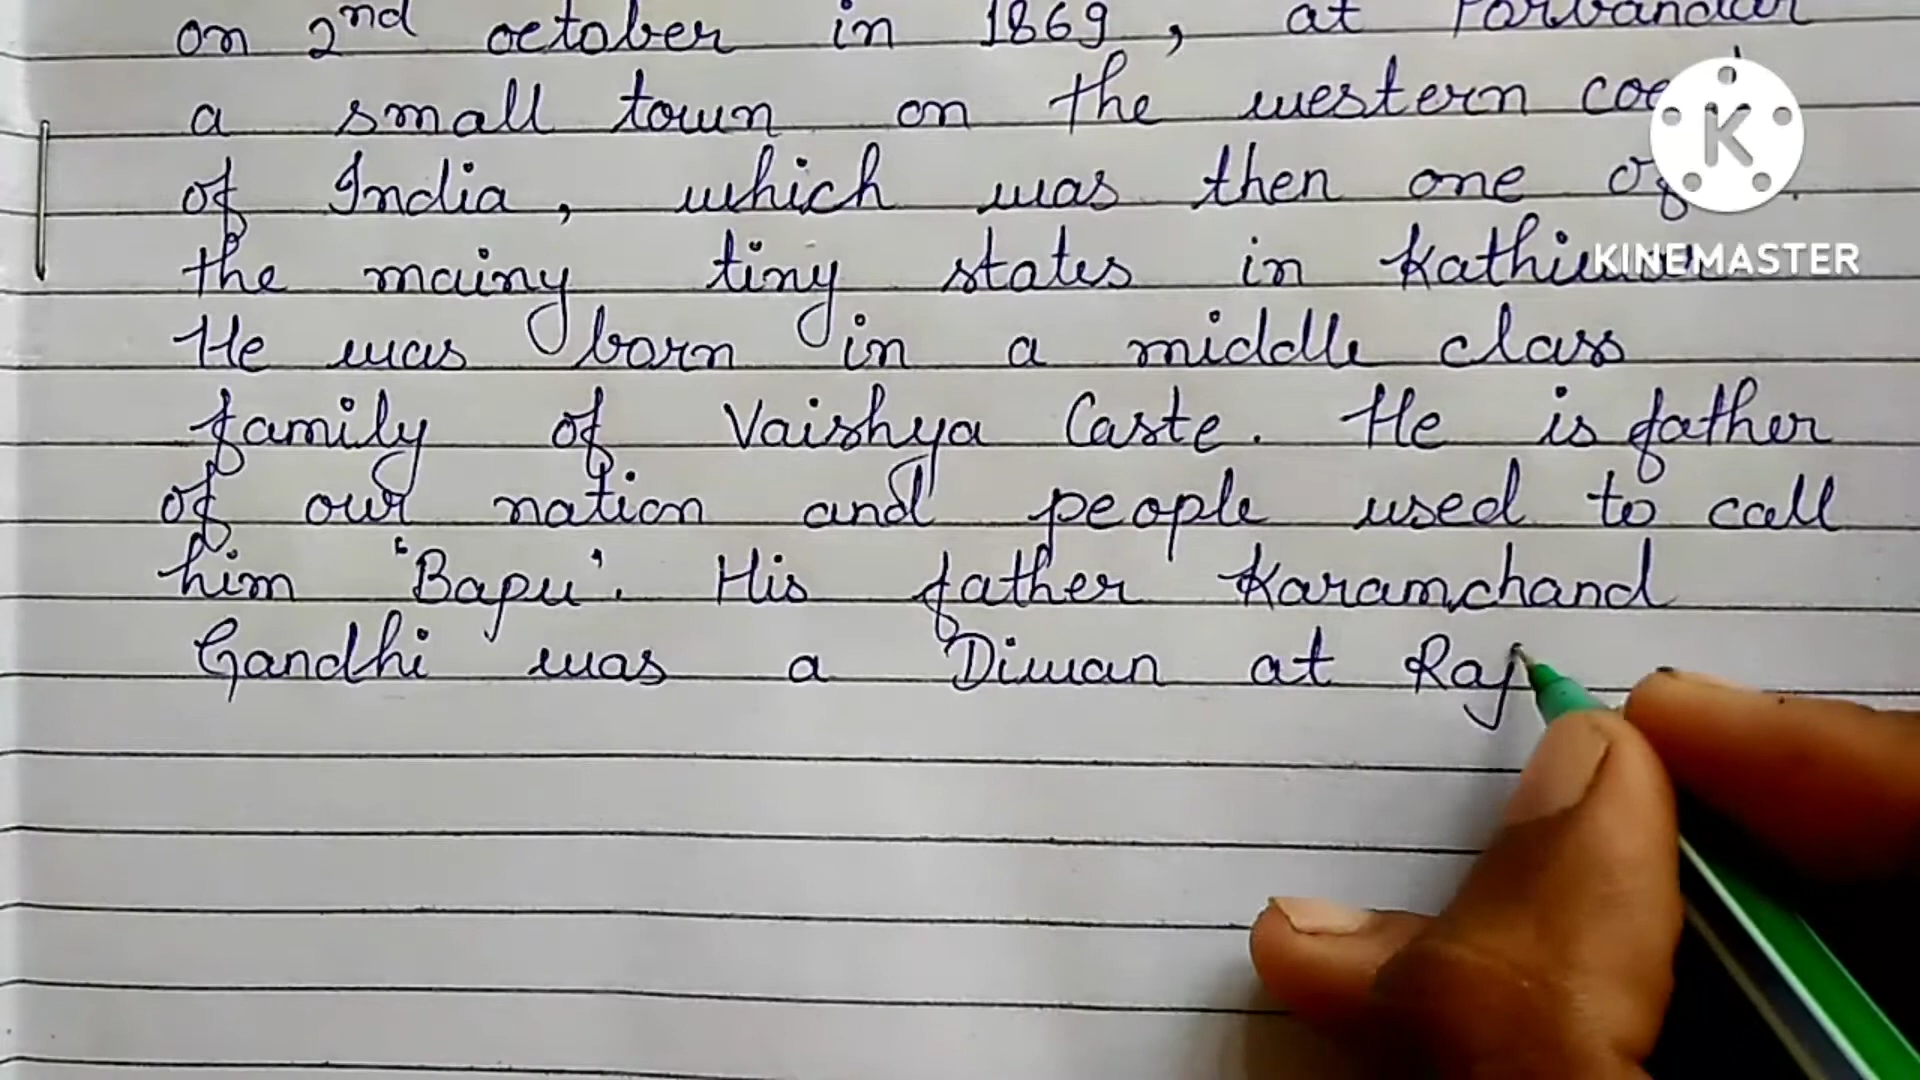 on 2nd october in 1869, at Porbandar
a small town on the western
of India, which was then one of
the mainy tiny states in
KINEMASTER
He was born in a middle class
family of Vaishya Caste. He is father
of our nation and people used to call
him 'Bapu'. His father Karamchand
Gandhi was a Diwan at Raj